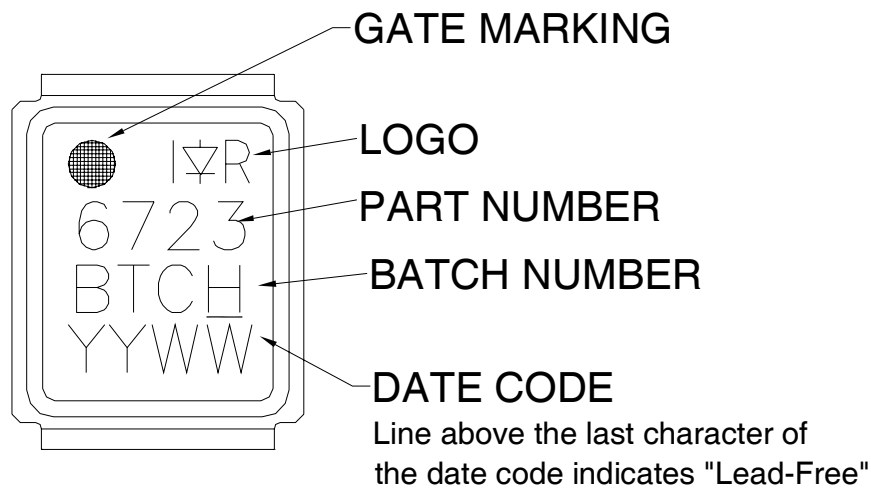 GATE MARKING
I R
LOGO
6723
PART NUMBER
BTCH
BATCH NUMBER
YYWW
DATE CODE
Line above the last character of
the date code indicates "Lead-Free"